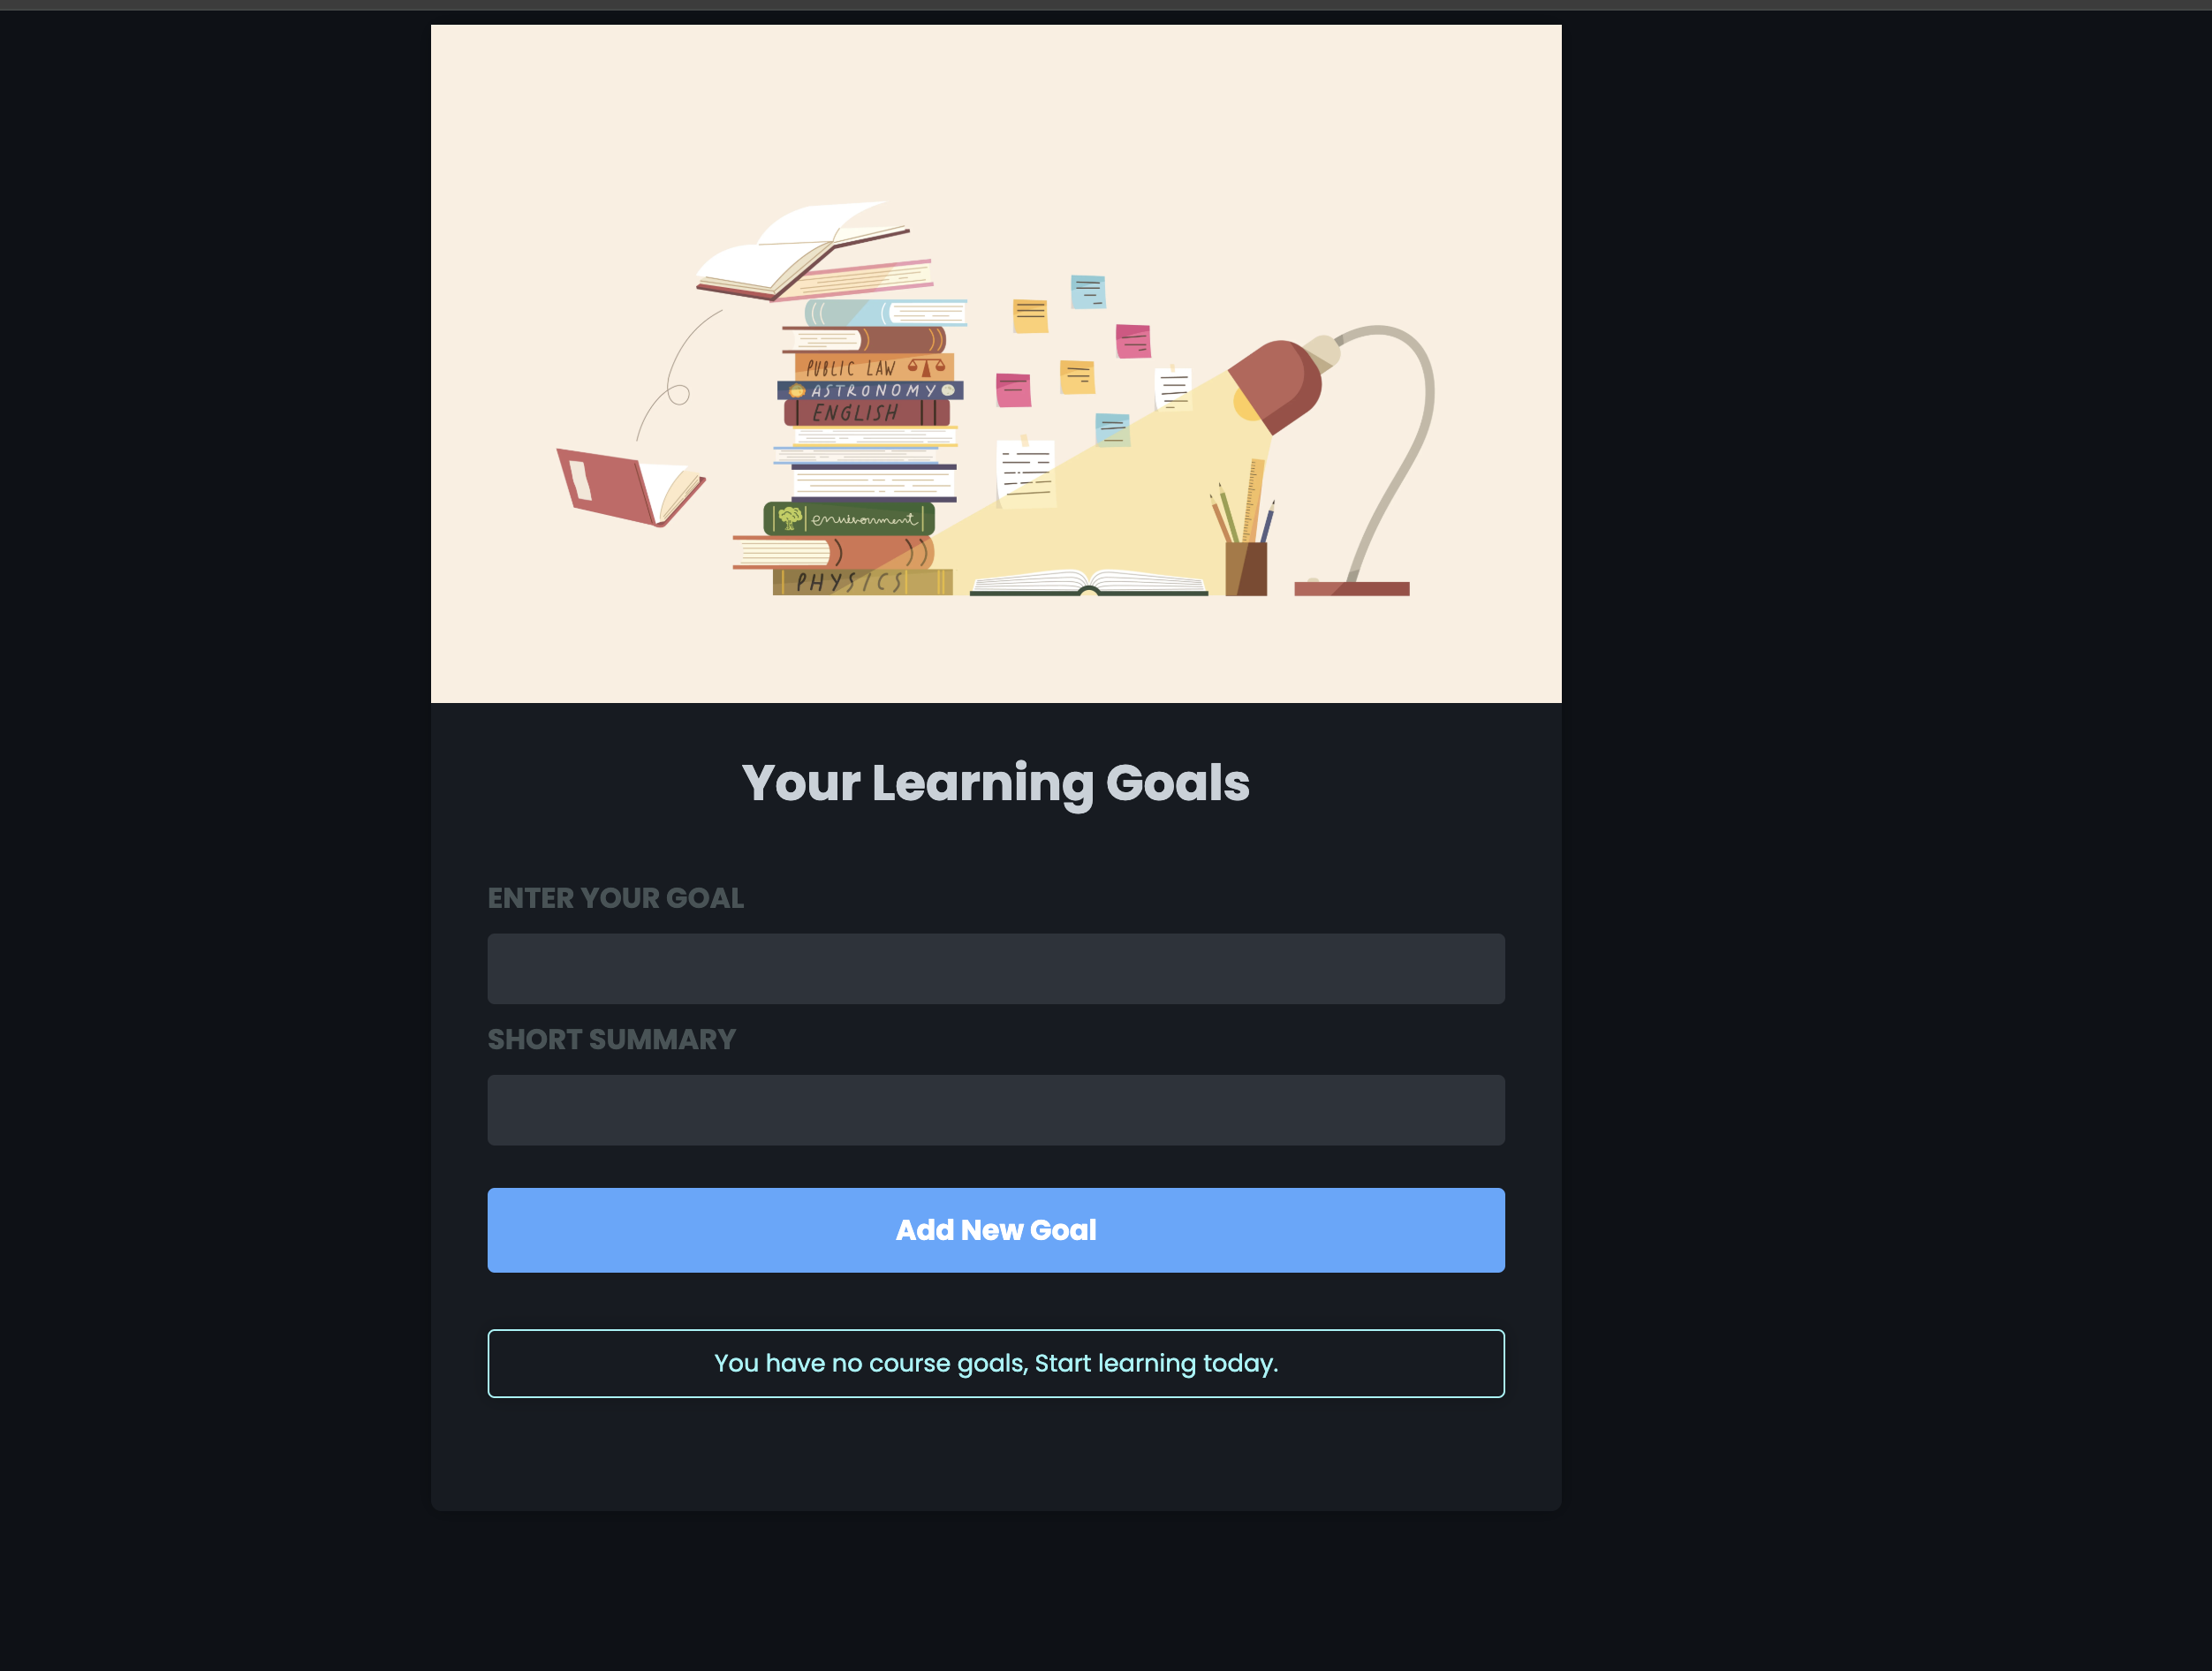 PUBLIC LAW
ASTRONOMY
ENGLISH
environment
PHYSICS
Your Learning Goals
ENTER YOUR GOAL
SHORT SUMMARY
Add New Goal
You have no course goals, Start learning today.